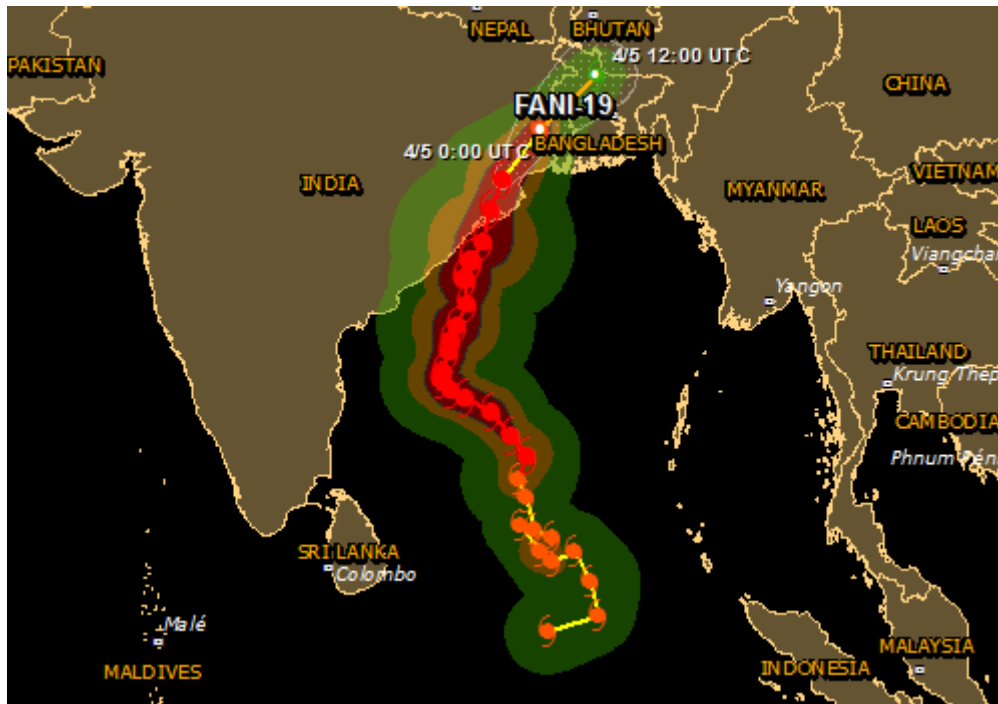 NEPAL
BHUTAN
4/5 12:00 UTC
PAKISTAN
CHINA
FANI-19
4/5 0:00 UTC
BANGLADESH
INDIA
VIETNAM
MYANMAR
LAOS
Viangchan
Yangon
THAILAND
Krung Thep
CAMBODIA
Phnum Pén
SRI LANKA
Colombo
Malé
MALDIVES
MALAYSIA
INDONESIA